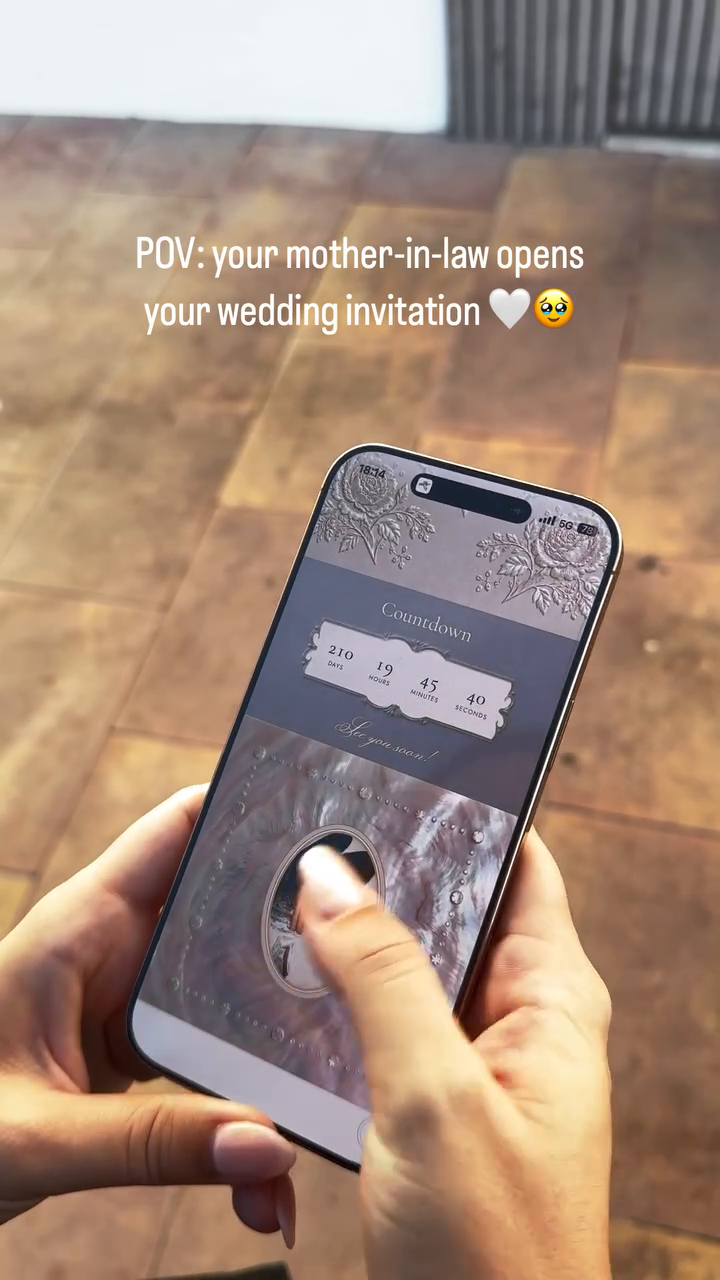 POV: your mother-in-law opens
your wedding invitation 🤍🥹
18:14
5G 78
Countdown
210 19 45 40
DAYS HOURS MINUTES SECONDS
See you soon!